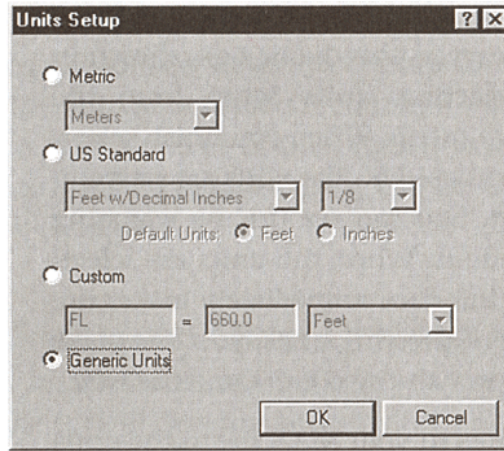 Units Setup
Metric
Meters
US Standard
Feet w/Decimal Inches 1/8
Default Units: Feet Inches
Custom
FL = 660.0 Feet
Generic Units
OK Cancel